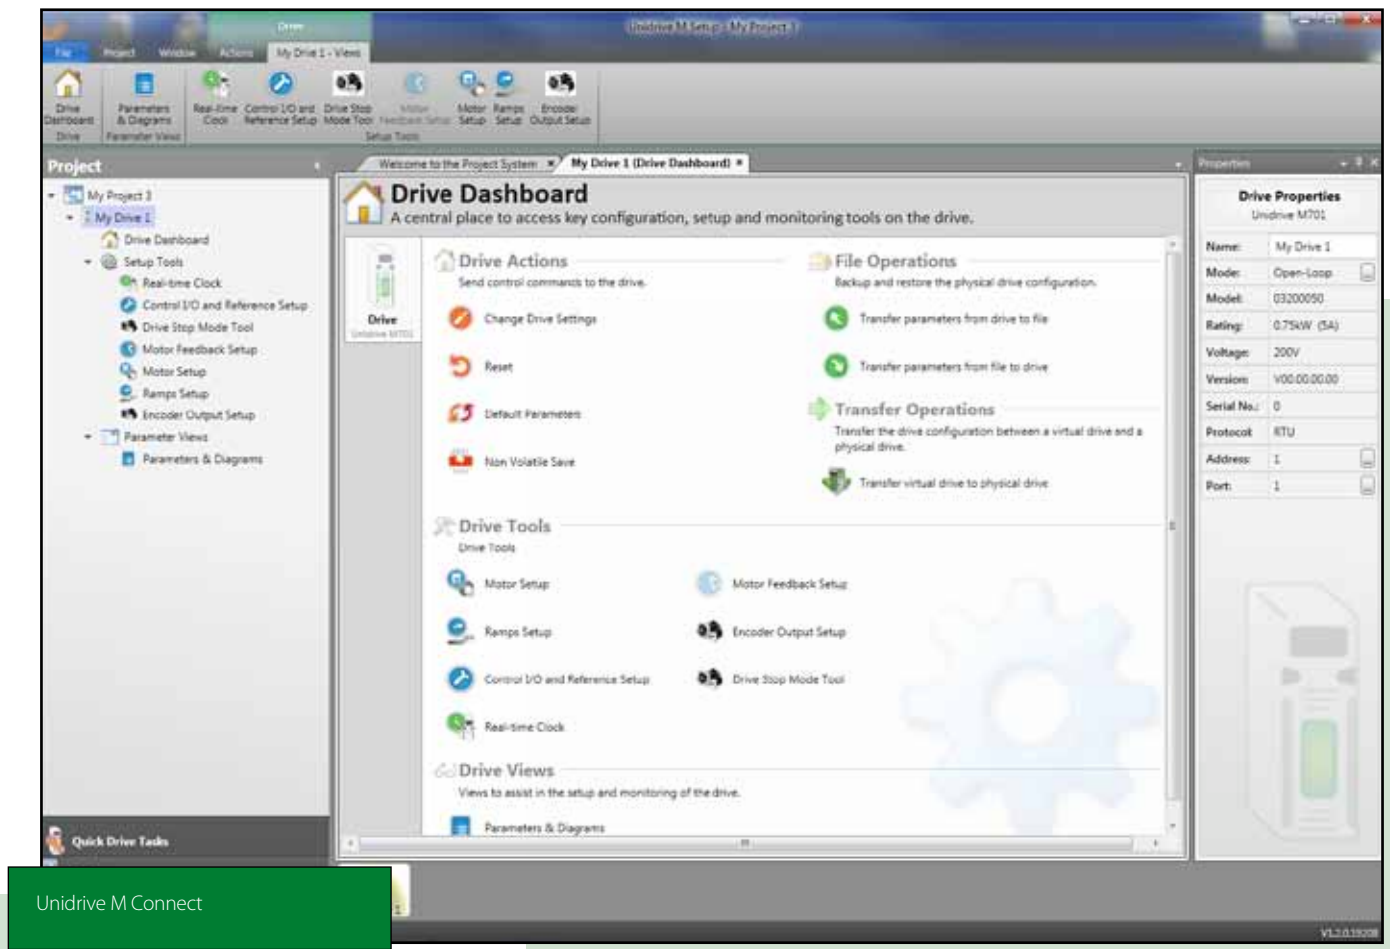 Drive
Unidrive M Setup - My Project 3
File Project Window Actions My Drive 1 - Views
Drive Dashboard
Parameters & Diagrams
Real-time Clock
Control I/O and Reference Setup
Drive Stop Mode Tool
Motor Feedback Setup
Motor Setup
Ramps Setup
Encoder Output Setup
Drive Parameter Views Setup Tools
Project
My Project 3
My Drive 1
Drive Dashboard
Setup Tools
Real-time Clock
Control I/O and Reference Setup
Drive Stop Mode Tool
Motor Feedback Setup
Motor Setup
Ramps Setup
Encoder Output Setup
Parameter Views
Parameters & Diagrams
Quick Drive Tasks
Welcome to the Project System My Drive 1 (Drive Dashboard)
Drive Dashboard
A central place to access key configuration, setup and monitoring tools on the drive.
Drive
Unidrive M701
Drive Actions
Send control commands to the drive.
Change Drive Settings
Reset
Default Parameters
Non Volatile Save
File Operations
Backup and restore the physical drive configuration.
Transfer parameters from drive to file
Transfer parameters from file to drive
Transfer Operations
Transfer the drive configuration between a virtual drive and a
physical drive.
Transfer virtual drive to physical drive
Drive Tools
Drive Tools
Motor Setup
Motor Feedback Setup
Ramps Setup
Encoder Output Setup
Control I/O and Reference Setup
Drive Stop Mode Tool
Real-time Clock
Drive Views
Views to assist in the setup and monitoring of the drive.
Parameters & Diagrams
Properties
Drive Properties
Unidrive M701
Name: My Drive 1
Mode: Open-Loop
Model: 03200050
Rating: 0.75kW (5A)
Voltage: 200V
Version: V00.00.00.00
Serial No.: 0
Protocol: RTU
Address: 1
Port: 1
Unidrive M Connect
V1.2.0.19208